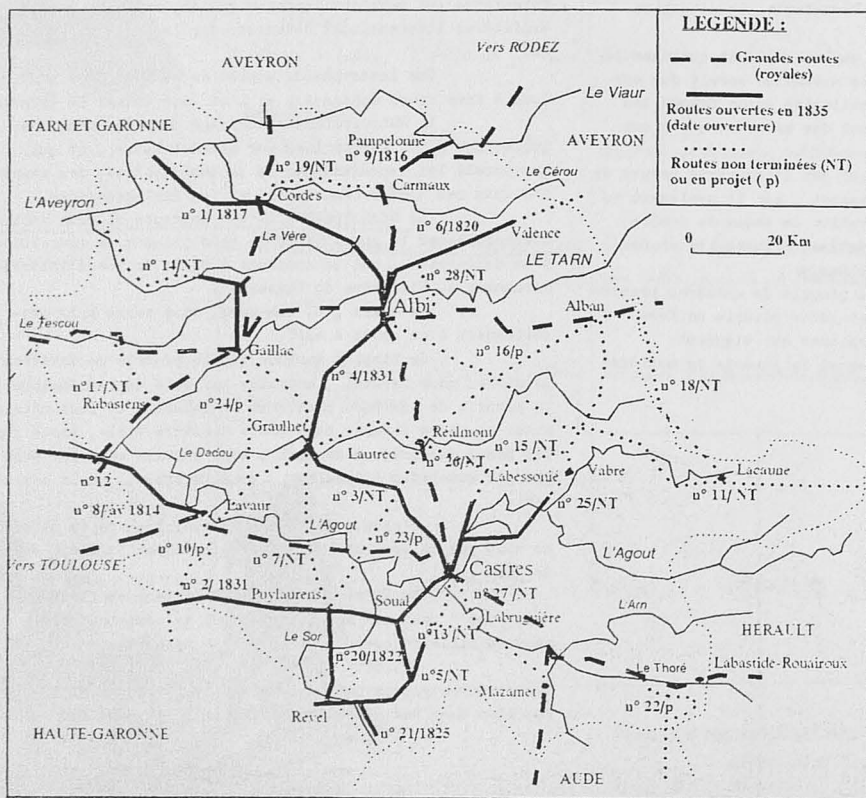 LEGENDE :
Grandes routes
(royales)
Routes ouvertes en 1835
(date ouverture)
Routes non terminées (NT)
ou en projet ( p)
0 20 Km
Vers RODEZ
AVEYRON
Le Viaur
TARN ET GARONNE
Pampelonne
n° 9/1816
AVEYRON
n° 19/NT
Le Cérou
Carmaux
Cordes
L'Aveyron
n° 1/ 1817
n° 6/1820
Valence
La Vère
n° 14/NT
n° 28/NT
LE TARN
Albi
Alban
Le Tescou
Gaillac
n° 16/p
n° 4/1831
n° 17/NT
n° 18/NT
Rabastens
n° 24/p
Graulhet
Réalmont
n° 15 /NT
Le Dadou
Lautrec
n° 26/NT
Vabre
Lacaune
n° 12
Labessonié
n° 3/NT
n° 25/NT
n° 11/ NT
n° 8/av 1814
Lavaur
L'Agout
n° 23/p
n° 10/p
n° 7/NT
L'Agout
Vers TOULOUSE
Castres
n° 2/ 1831
n° 27/NT
Puylaurens
Soual
L'Arn
Labruguière
HÉRAULT
n° 13/NT
Le Sor
n° 20/1822
Le Thoré
Labastide-Rouairoux
n° 5/NT
Mazamet
n° 22/p
Revel
HAUTE-GARONNE
n° 21/1825
AUDE